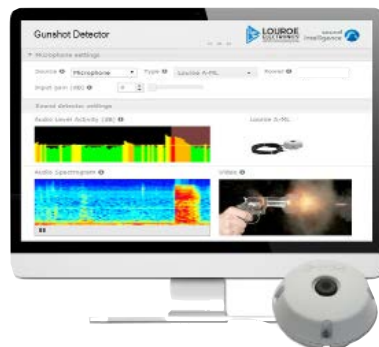 Gunshot Detector
LOUROE
ELECTRONICS
sound
Intelligence
Microphone settings
Source Microphone Type Louroe A-ML
Input gain (dB) 0
Sound detector settings
Audio Level Activity (dB) Louroe A-ML
Audio Spectrogram Video